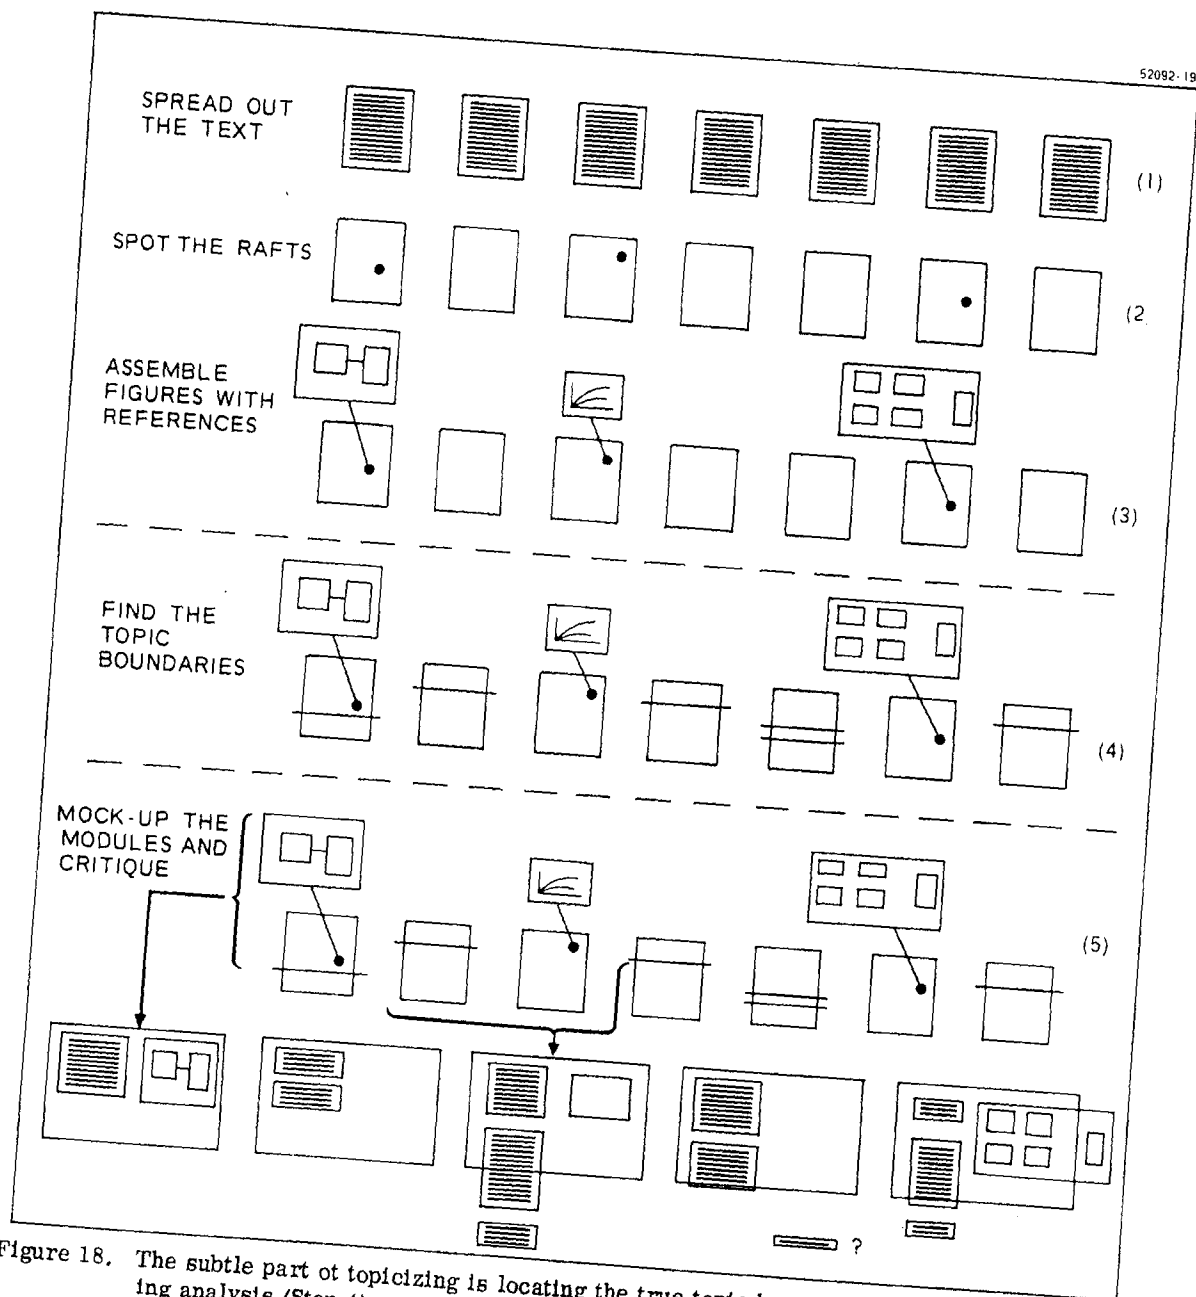 52092-19
SPREAD OUT
THE TEXT
(1)
SPOT THE RAFTS
(2
ASSEMBLE
FIGURES WITH
REFERENCES
(3)
FIND THE
TOPIC
BOUNDARIES
(4)
MOCK-UP THE
MODULES AND
CRITIQUE
(5)
?
Figure 18. The subtle part of topicizing is locating the true
ing analysis